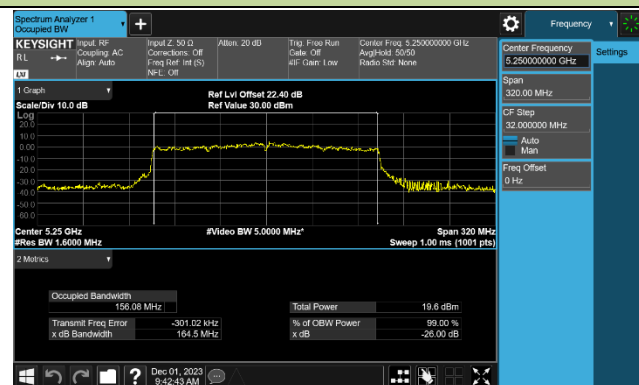 Spectrum Analyzer 1
Occupied BW
+
Frequency
KEYSIGHT
RL
LXI
Input: RF
Coupling: AC
Align: Auto
Input Z: 50 Ω
Corrections: Off
Freq Ref: Int (S)
NFE: Off
Atten: 20 dB
Trig: Free Run
Gate: Off
#IF Gain: Low
Center Freq: 5.250000000 GHz
Avg|Hold: 50/50
Radio Std: None
Center Frequency
5.250000000 GHz
Settings
Span
320.00 MHz
CF Step
32.000000 MHz
Auto
Man
Freq Offset
0 Hz
1 Graph
Scale/Div 10.0 dB
Ref Lvl Offset 22.40 dB
Ref Value 30.00 dBm
Log
20.0
10.0
0.00
-10.0
-20.0
-30.0
-40.0
-50.0
-60.0
Center 5.25 GHz
#Res BW 1.6000 MHz
#Video BW 5.0000 MHz*
Span 320 MHz
Sweep 1.00 ms (1001 pts)
2 Metrics
Occupied Bandwidth
156.08 MHz
Total Power 19.6 dBm
Transmit Freq Error -301.02 kHz
% of OBW Power 99.00 %
x dB Bandwidth 164.5 MHz
x dB -26.00 dB
?
Dec 01, 2023
9:42:43 AM